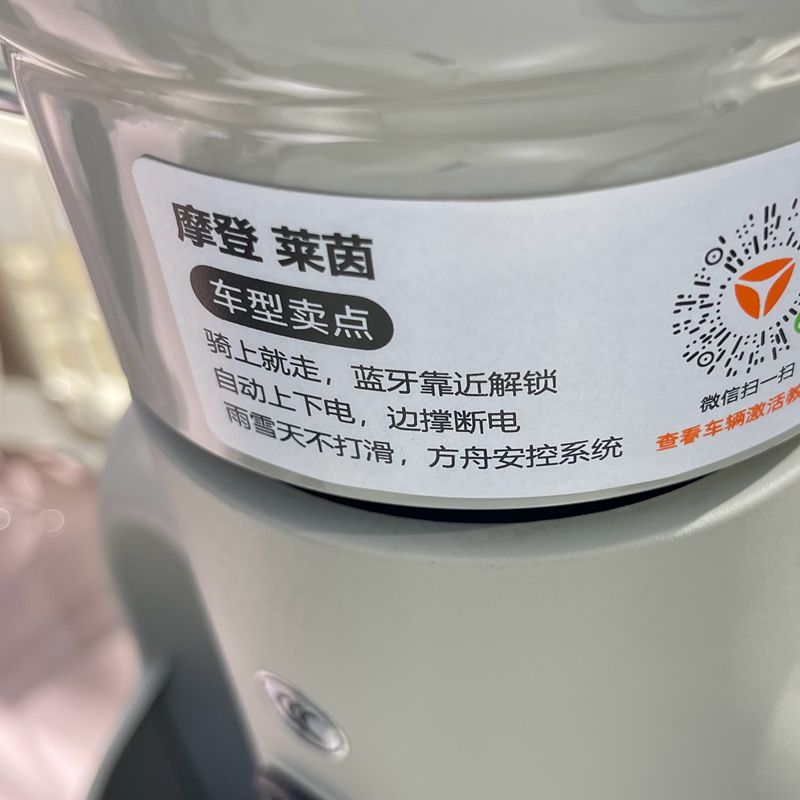 摩登 莱茵
车型卖点
骑上就走，蓝牙靠近解锁
自动上下电，边撑断电
雨雪天不打滑，方舟安控系统
微信扫一扫
查看车辆激活教